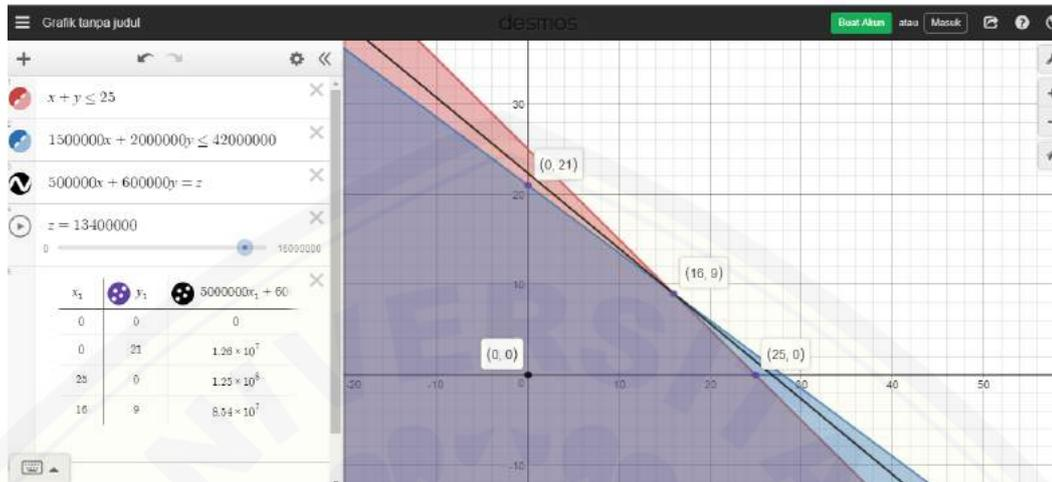 Grafik tanpa judul
desmos
Buat Akun atau Masuk
x + y ≤ 25
1500000x + 2000000y ≤ 42000000
500000x + 600000y = z
z = 13400000
0
x₁ y₁ 5000000x₁ + 60
0 0 0
0 21 1.26 × 10⁷
25 0 1.25 × 10⁸
16 9 8.54 × 10⁷
30
20
10
-20 -10 0 10 20 30 40 50
-10
(0, 21)
(16, 9)
(0, 0)
(25, 0)